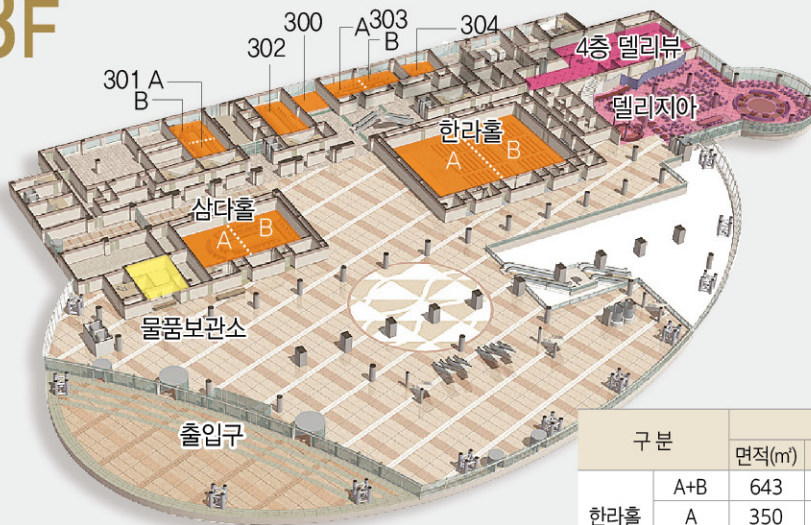 3F
300
302
A 303
B
304
301 A
B
4층 델리뷰
델리지아
한라홀
A B
삼다홀
A B
물품보관소
출입구
구분
면적(㎡)
한라홀
A+B 643
A 350